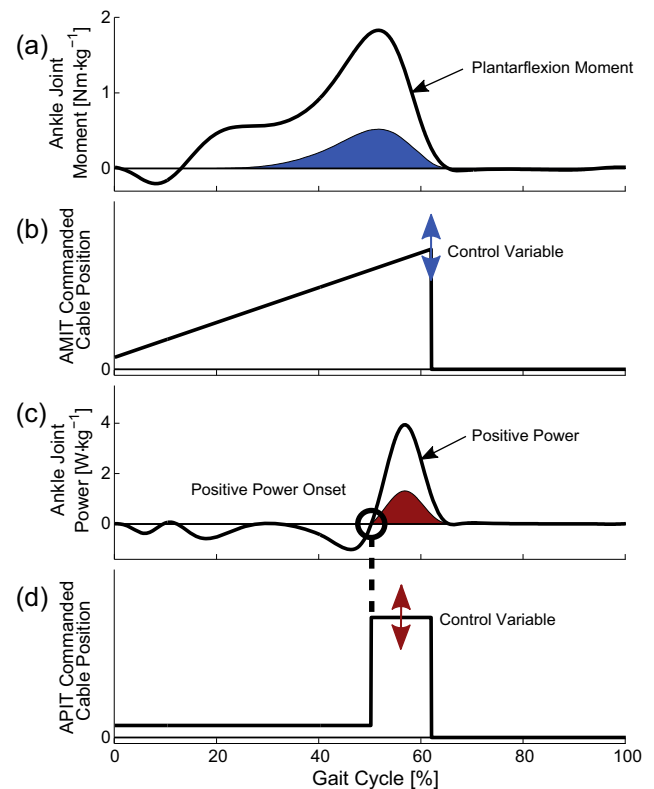 (a)
Ankle Joint
Moment [Nm·kg⁻¹]
2
1
0
Plantarflexion Moment
(b)
AMIT Commanded
Cable Position
0
Control Variable
(c)
Ankle Joint
Power [W·kg⁻¹]
4
2
0
Positive Power
Positive Power Onset
(d)
APIT Commanded
Cable Position
0
Control Variable
0 20 40 60 80 100
Gait Cycle [%]